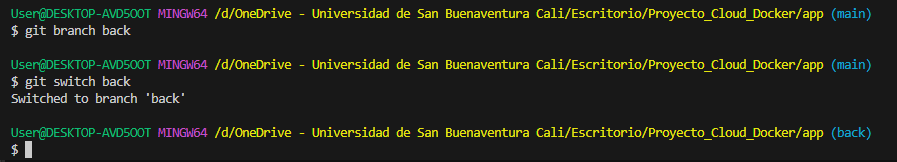 User@DESKTOP-AVD5OOT MINGW64 /d/OneDrive - Universidad de San Buenaventura Cali/Escritorio/Proyecto_Cloud_Docker/app (main)
$ git branch back
User@DESKTOP-AVD5OOT MINGW64 /d/OneDrive - Universidad de San Buenaventura Cali/Escritorio/Proyecto_Cloud_Docker/app (main)
$ git switch back
Switched to branch 'back'
User@DESKTOP-AVD5OOT MINGW64 /d/OneDrive - Universidad de San Buenaventura Cali/Escritorio/Proyecto_Cloud_Docker/app (back)
$